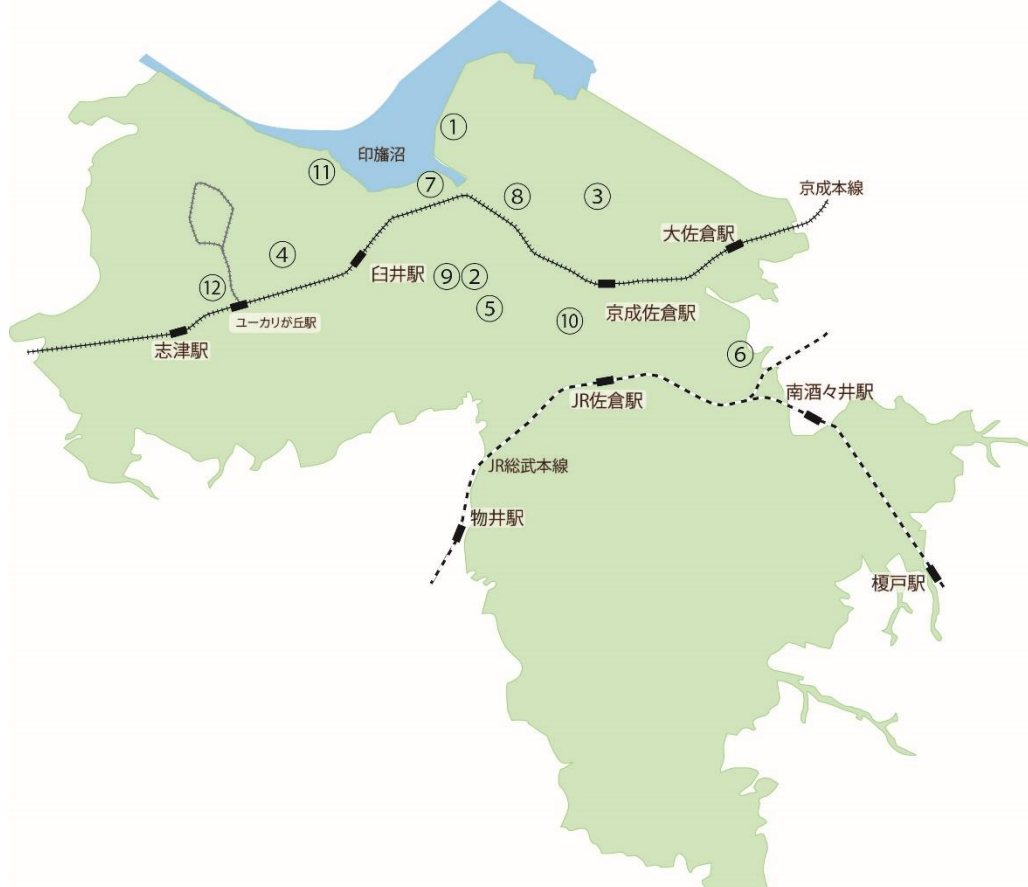 ①
印旛沼
⑪
⑦
⑧
③
京成本線
大佐倉駅
④
臼井駅
⑨
②
⑫
⑤
⑩
京成佐倉駅
ユーカリが丘駅
志津駅
⑥
JR佐倉駅
南酒々井駅
JR総武本線
物井駅
榎戸駅